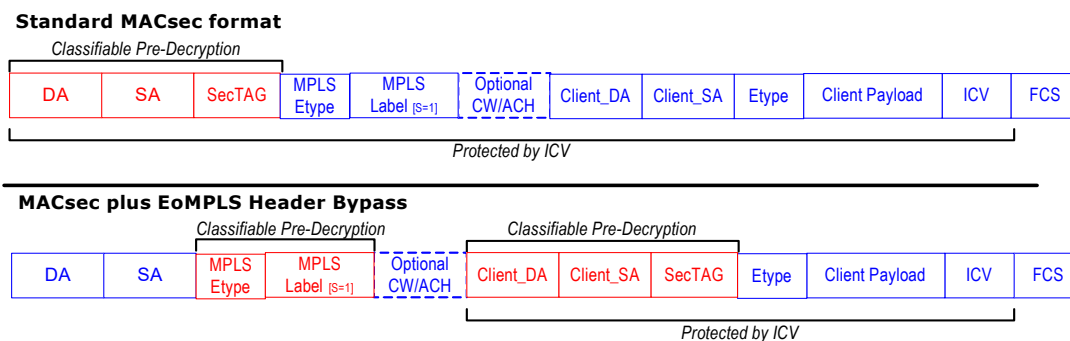 Standard MACsec format
Classifiable Pre-Decryption
DA SA SecTAG MPLS Etype MPLS Label [S=1] Optional CW/ACH Client_DA Client_SA Etype Client Payload ICV FCS
Protected by ICV
MACsec plus EoMPLS Header Bypass
Classifiable Pre-Decryption Classifiable Pre-Decryption
DA SA MPLS Etype MPLS Label [S=1] Optional CW/ACH Client_DA Client_SA SecTAG Etype Client Payload ICV FCS
Protected by ICV